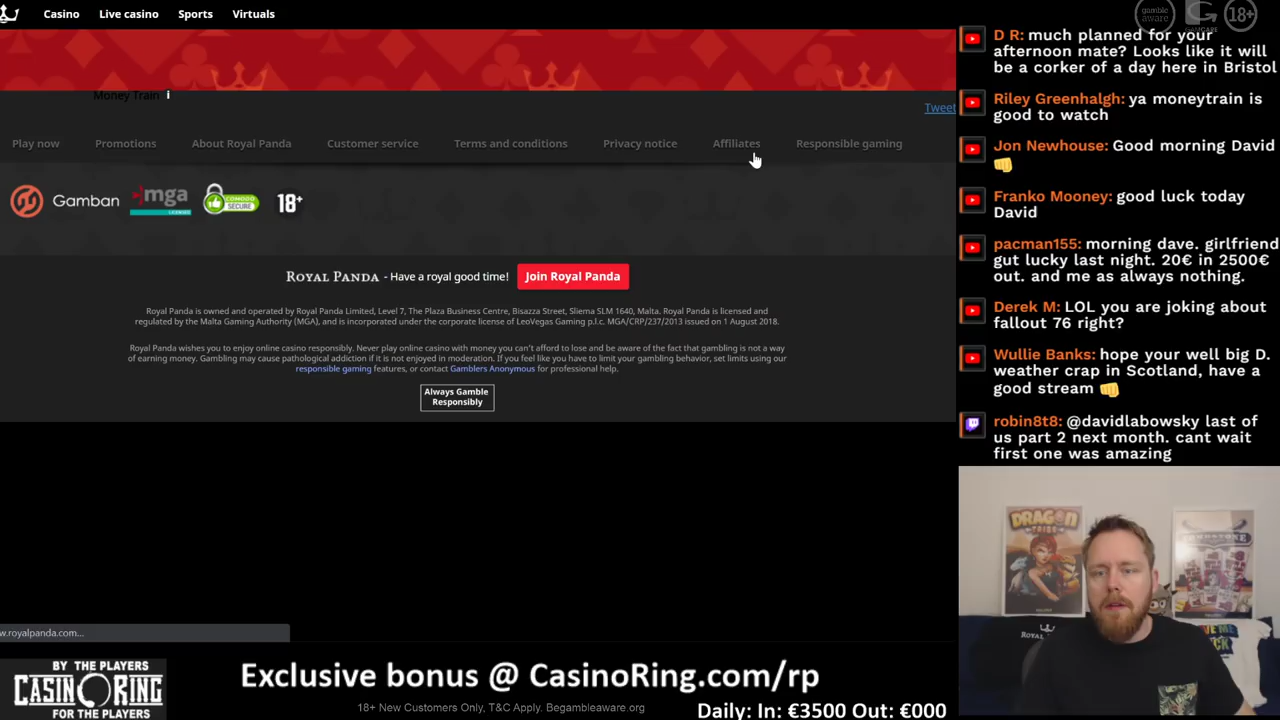 Casino Live casino Sports Virtuals
gamble aware 18+
Money Train i
Tweet
Play now Promotions About Royal Panda Customer service Terms and conditions Privacy notice Affiliates Responsible gaming
Gamban mga LICENSED COMODO SECURE 18+
ROYAL PANDA - Have a royal good time! Join Royal Panda
Royal Panda is owned and operated by Royal Panda Limited, Level 7, The Plaza Business Centre, Bisazza Street, Sliema SLM 1640, Malta. Royal Panda is licensed and
regulated by the Malta Gaming Authority (MGA), and is incorporated under the corporate license of LeoVegas Gaming p.l.c. MGA/CRP/237/2013 issued on 1 August 2018.
Royal Panda wishes you to enjoy online casino responsibly. Never play online casino with money you can't afford to lose and be aware of the fact that gambling is not a way
of earning money. Gambling may cause pathological addiction if it is not enjoyed in moderation. If you feel like you have to limit your gambling behavior, set limits using our
responsible gaming features, or contact Gamblers Anonymous for professional help.
Always Gamble
Responsibly
w.royalpanda.com...
D R: much planned for your
afternoon mate? Looks like it will
be a corker of a day here in Bristol
Riley Greenhalgh: ya moneytrain is
good to watch
Jon Newhouse: Good morning David
👊
Franko Mooney: good luck today
David
pacman155: morning dave. girlfriend
gut lucky last night. 20€ in 2500€
out. and me as always nothing.
Derek M: LOL you are joking about
fallout 76 right?
Wullie Banks: hope your well big D.
weather crap in Scotland, have a
good stream 👊
robin8t8: @davidlabowsky last of
us part 2 next month. cant wait
first one was amazing
DRAGON
TRIBE
ROYAL
BY THE PLAYERS
CASINO RING
FOR THE PLAYERS
Exclusive bonus @ CasinoRing.com/rp
18+ New Customers Only, T&C Apply. Begambleaware.org
Daily: In: €3500 Out: €000